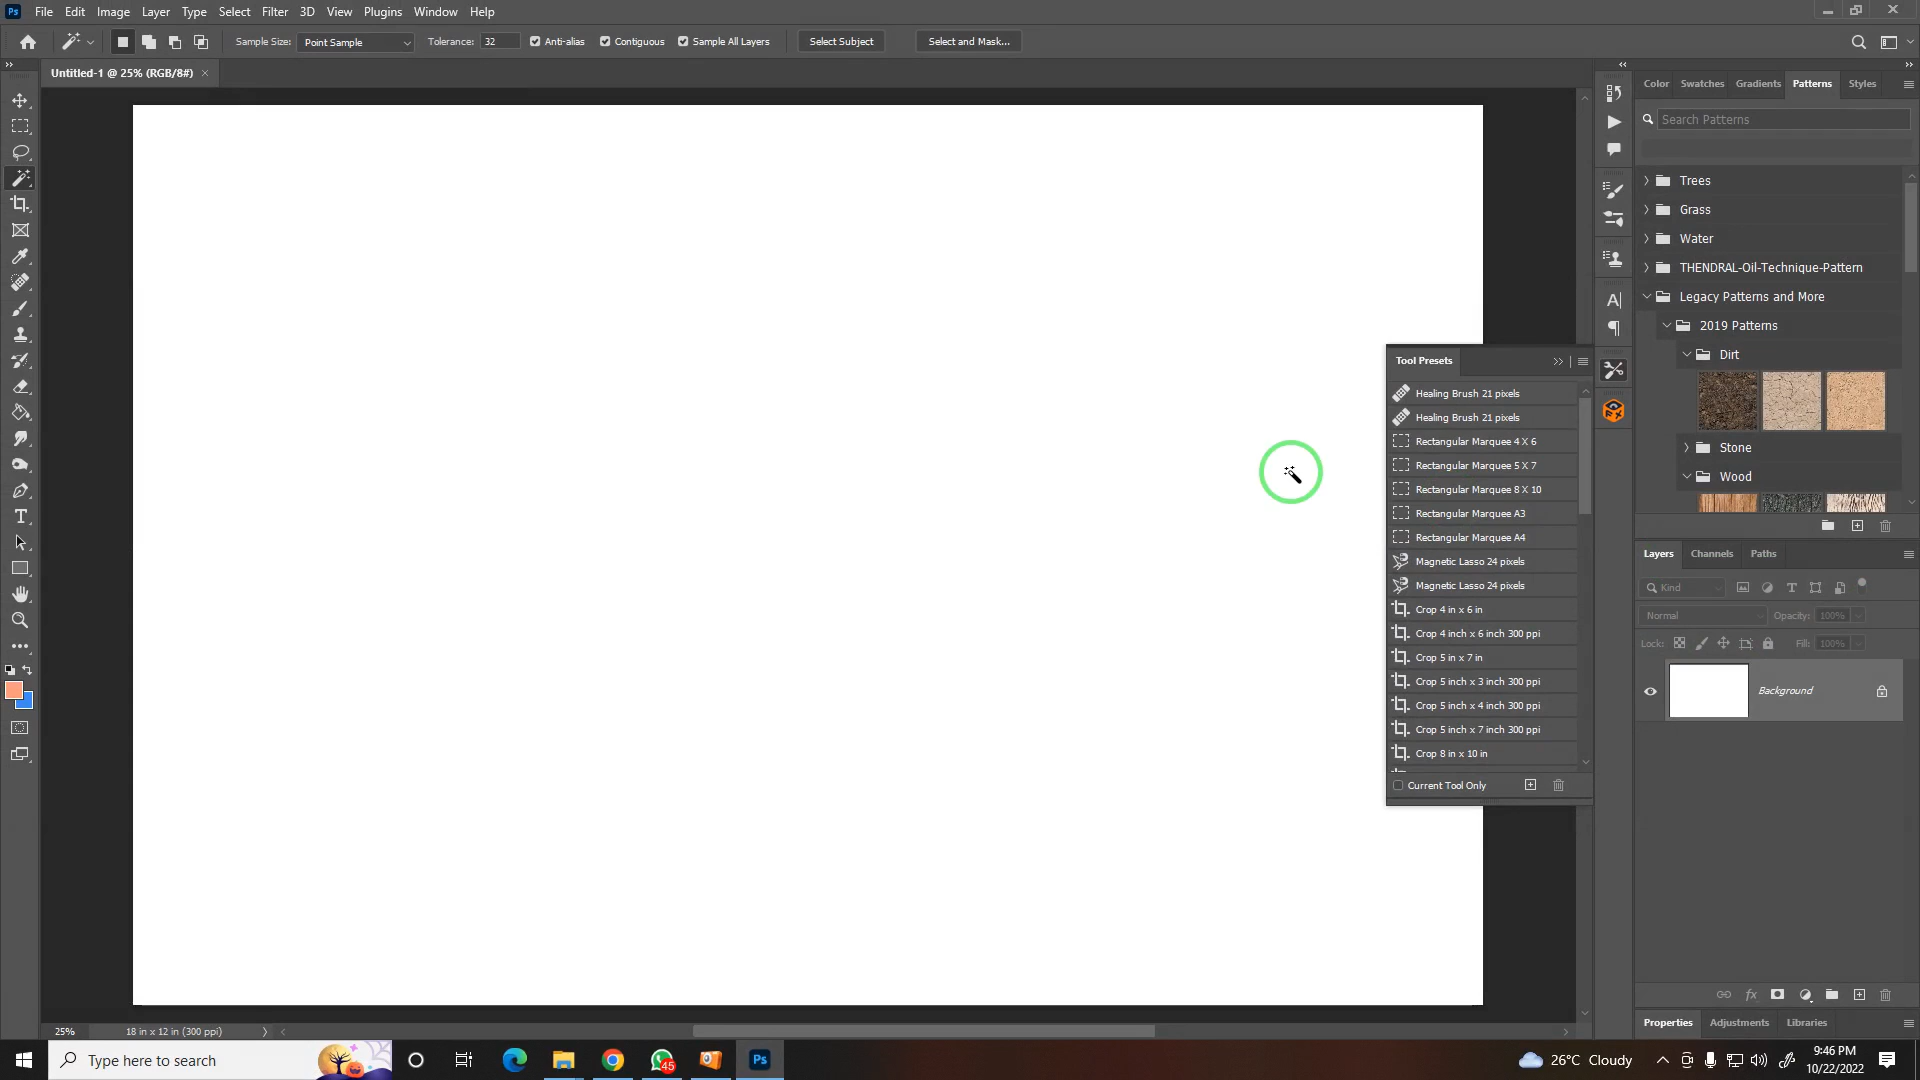 Ps File Edit Image Layer Type Select Filter 3D View Plugins Window Help
Sample Size: Point Sample Tolerance: 32 Anti-alias Contiguous Sample All Layers Select Subject Select and Mask...
Untitled-1 @ 25% (RGB/8#) ×
Color Swatches Gradients Patterns Styles
Search Patterns
Trees
Grass
Water
THENDRAL-Oil-Technique-Pattern
Legacy Patterns and More
2019 Patterns
Dirt
Stone
Wood
Tool Presets
Healing Brush 21 pixels
Healing Brush 21 pixels
Rectangular Marquee 4 X 6
Rectangular Marquee 5 X 7
Rectangular Marquee 8 X 10
Rectangular Marquee A3
Rectangular Marquee A4
Magnetic Lasso 24 pixels
Magnetic Lasso 24 pixels
Crop 4 in x 6 in
Crop 4 inch x 6 inch 300 ppi
Crop 5 in x 7 in
Crop 5 inch x 3 inch 300 ppi
Crop 5 inch x 4 inch 300 ppi
Crop 5 inch x 7 inch 300 ppi
Crop 8 in x 10 in
Current Tool Only
Layers Channels Paths
Kind
Normal Opacity: 100%
Lock: Fill: 100%
Background
Properties Adjustments Libraries
25% 18 in x 12 in (300 ppi)
Type here to search
45
Ps
26°C Cloudy
9:46 PM
10/22/2022